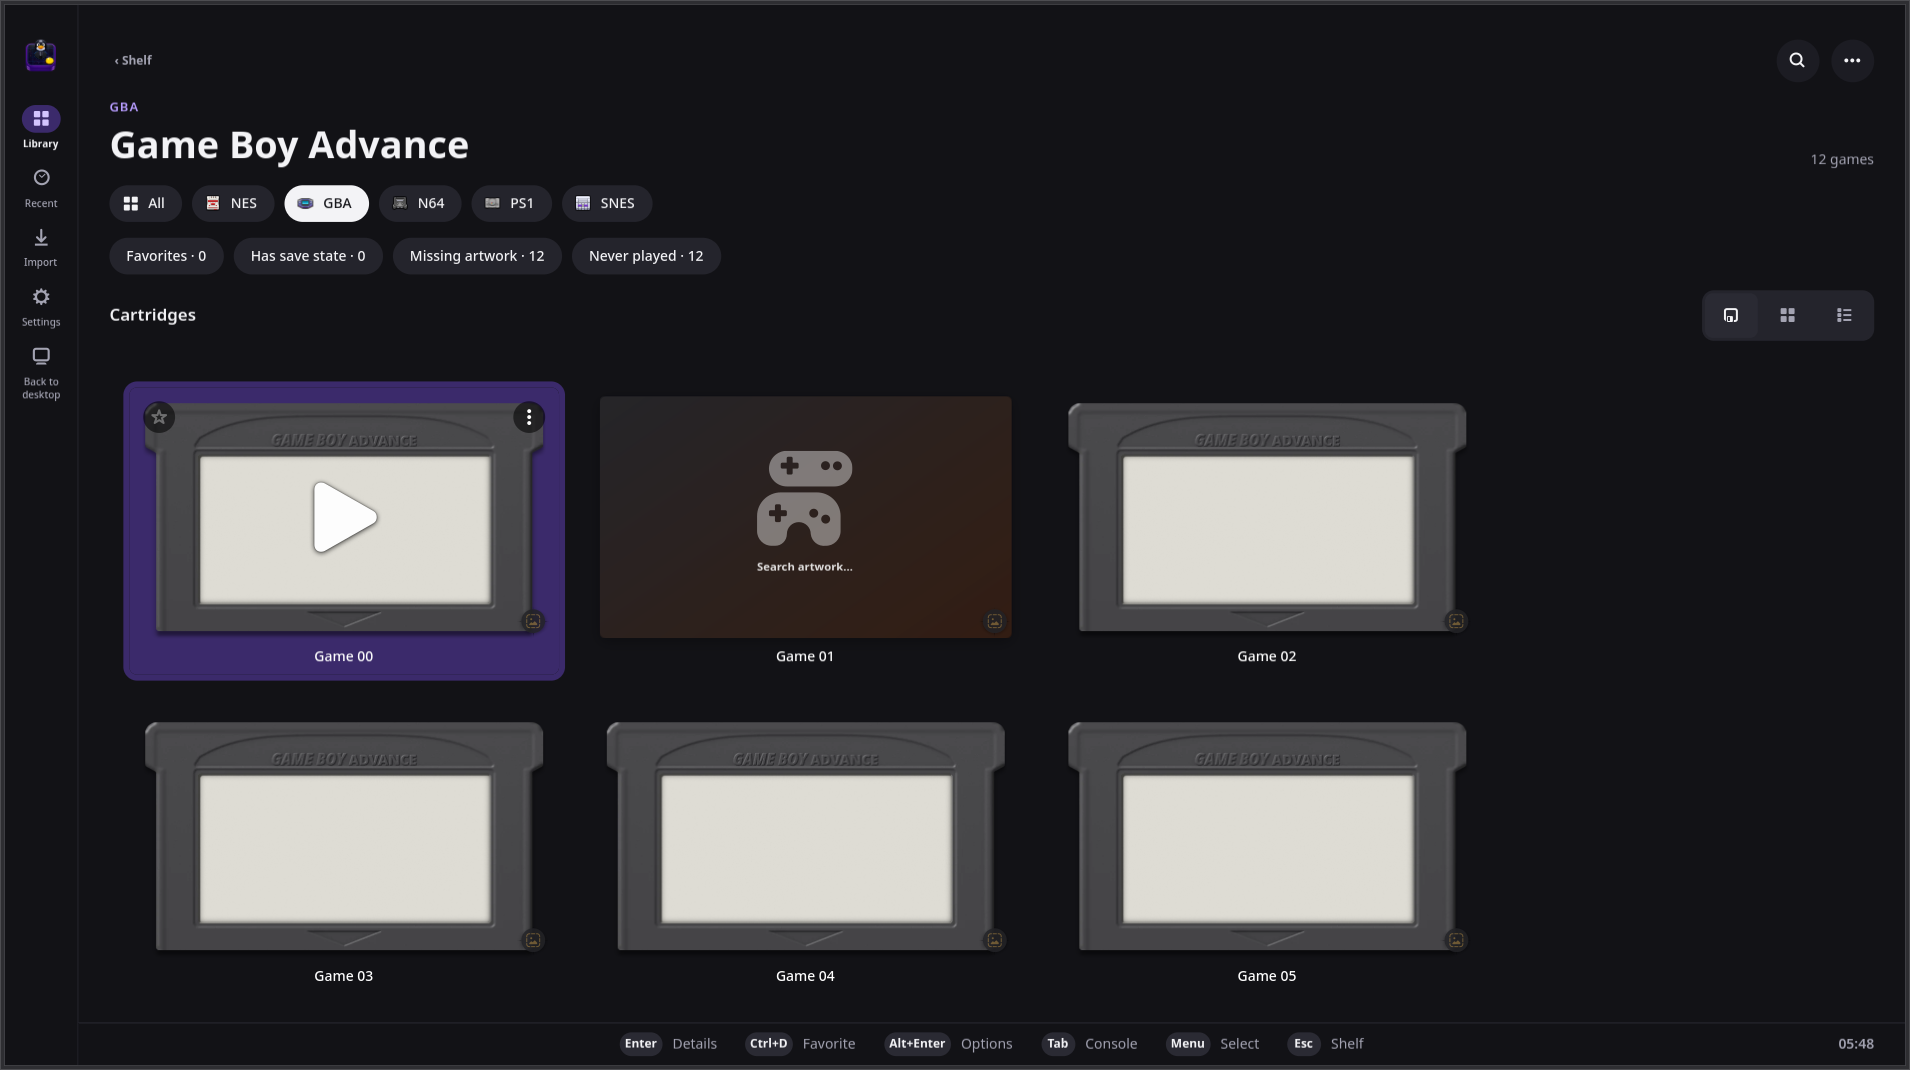 ‹ Shelf
GBA
Game Boy Advance
12 games
All
NES
GBA
N64
PS1
SNES
Favorites · 0
Has save state · 0
Missing artwork · 12
Never played · 12
Cartridges
Library
Recent
Import
Settings
Back to
desktop
GAME BOY ADVANCE
Game 00
Search artwork...
Game 01
GAME BOY ADVANCE
Game 02
GAME BOY ADVANCE
Game 03
GAME BOY ADVANCE
Game 04
GAME BOY ADVANCE
Game 05
Enter Details Ctrl+D Favorite Alt+Enter Options Tab Console Menu Select Esc Shelf
05:48